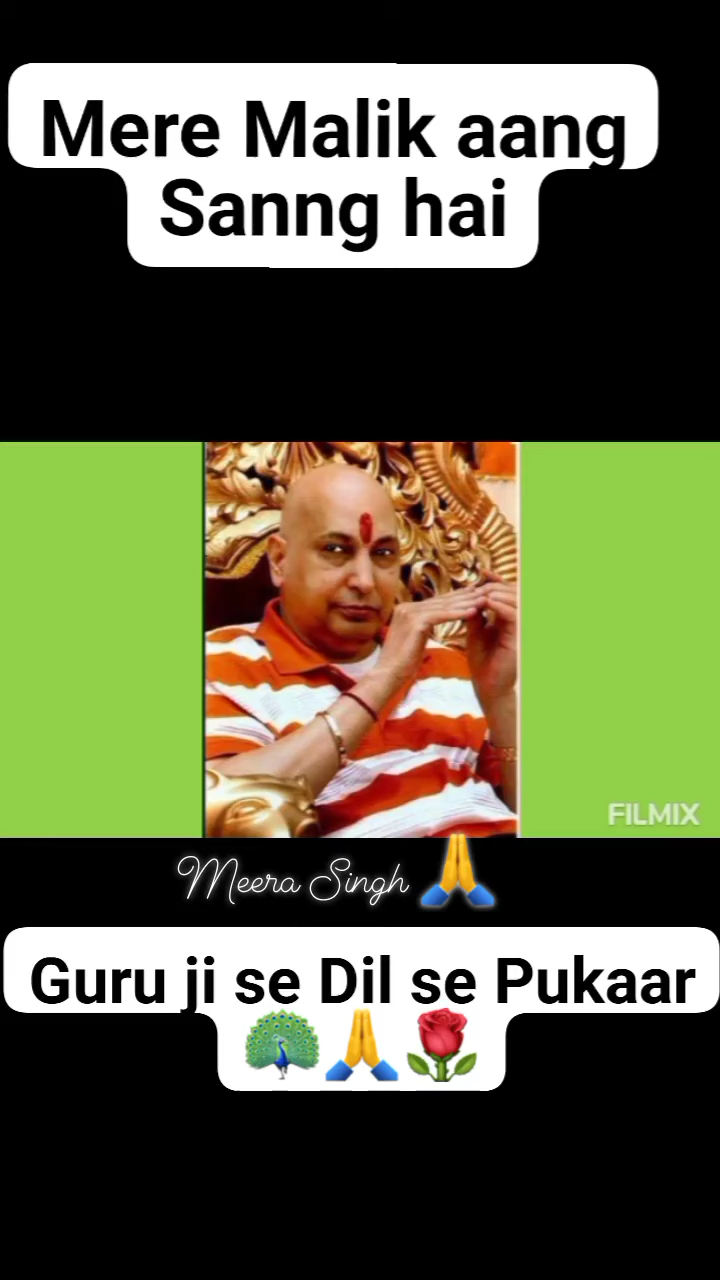 Mere Malik aang
Sanng hai
FILMIX
Meera Singh 🙏
Guru ji se Dil se Pukaar
🦚🙏🌹